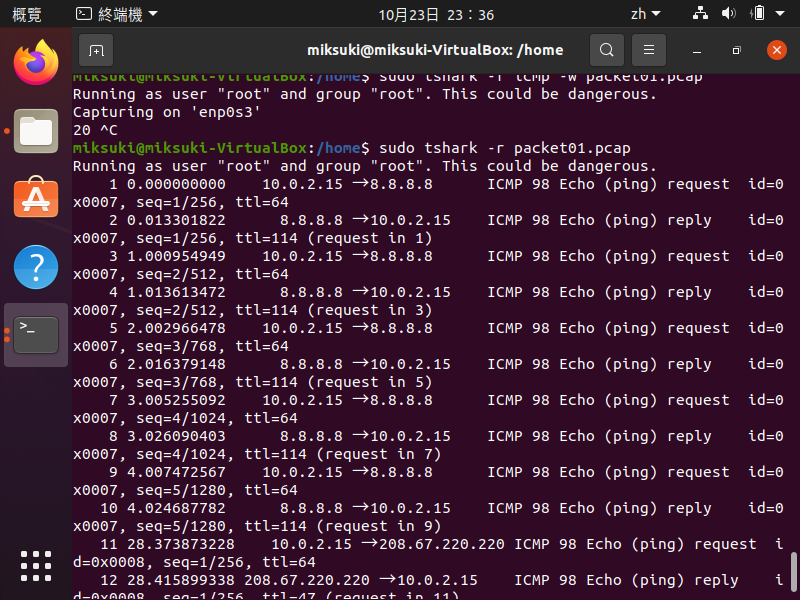 概覽 終端機 10月23日 23：36 zh
miksuki@miksuki-VirtualBox: /home
miksuki@miksuki-VirtualBox:/home$ sudo tshark -f icmp -w packet01.pcap
Running as user "root" and group "root". This could be dangerous.
Capturing on 'enp0s3'
20 ^C
miksuki@miksuki-VirtualBox:/home$ sudo tshark -r packet01.pcap
Running as user "root" and group "root". This could be dangerous.
    1 0.000000000    10.0.2.15 →8.8.8.8      ICMP 98 Echo (ping) request  id=0
x0007, seq=1/256, ttl=64
    2 0.013301822      8.8.8.8 →10.0.2.15    ICMP 98 Echo (ping) reply    id=0
x0007, seq=1/256, ttl=114 (request in 1)
    3 1.000954949    10.0.2.15 →8.8.8.8      ICMP 98 Echo (ping) request  id=0
x0007, seq=2/512, ttl=64
    4 1.013613472      8.8.8.8 →10.0.2.15    ICMP 98 Echo (ping) reply    id=0
x0007, seq=2/512, ttl=114 (request in 3)
    5 2.002966478    10.0.2.15 →8.8.8.8      ICMP 98 Echo (ping) request  id=0
x0007, seq=3/768, ttl=64
    6 2.016379148      8.8.8.8 →10.0.2.15    ICMP 98 Echo (ping) reply    id=0
x0007, seq=3/768, ttl=114 (request in 5)
    7 3.005255092    10.0.2.15 →8.8.8.8      ICMP 98 Echo (ping) request  id=0
x0007, seq=4/1024, ttl=64
    8 3.026090403      8.8.8.8 →10.0.2.15    ICMP 98 Echo (ping) reply    id=0
x0007, seq=4/1024, ttl=114 (request in 7)
    9 4.007472567    10.0.2.15 →8.8.8.8      ICMP 98 Echo (ping) request  id=0
x0007, seq=5/1280, ttl=64
   10 4.024687782      8.8.8.8 →10.0.2.15    ICMP 98 Echo (ping) reply    id=0
x0007, seq=5/1280, ttl=114 (request in 9)
   11 28.373873228    10.0.2.15 →208.67.220.220 ICMP 98 Echo (ping) request  i
d=0x0008, seq=1/256, ttl=64
   12 28.415899338 208.67.220.220 →10.0.2.15    ICMP 98 Echo (ping) reply    i
d=0x0008, seq=1/256, ttl=47 (request in 11)